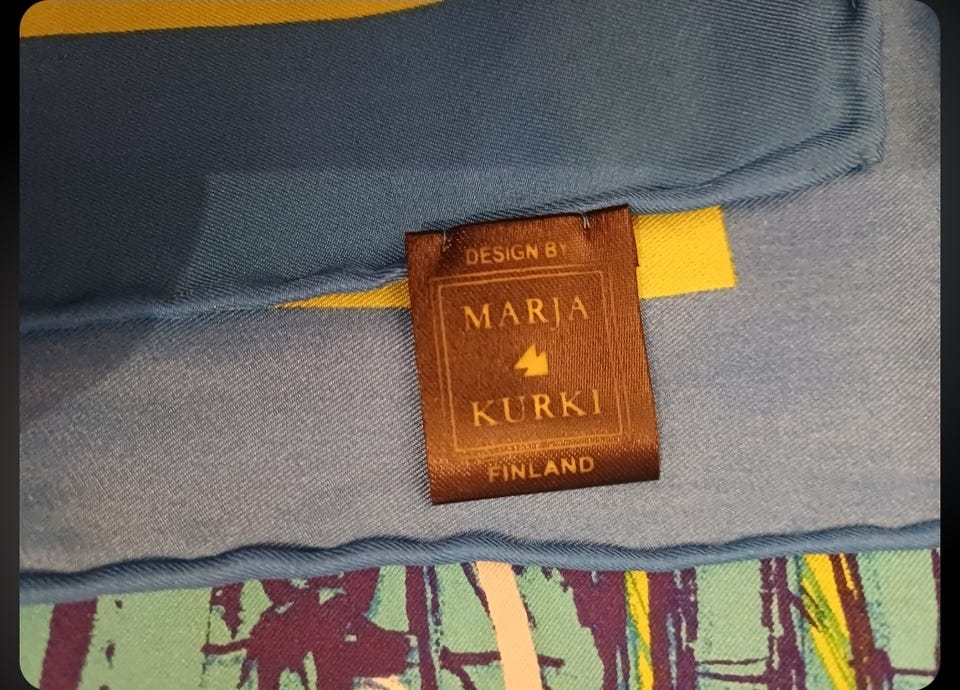 DESIGN BY
MARJA
KURKI
FINLAND